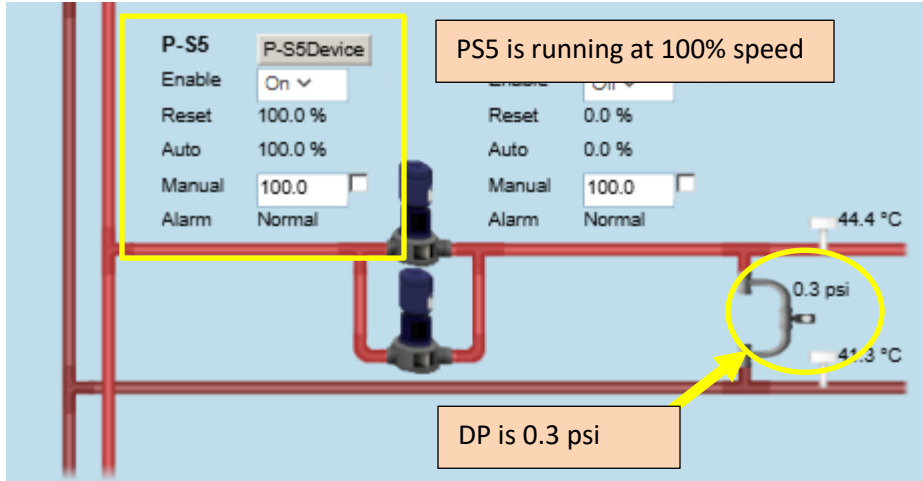 P-S5
P-S5Device
PS5 is running at 100% speed
Enable
On
Reset
100.0 %
Reset
0.0 %
Auto
100.0 %
Auto
0.0 %
Manual
100.0
Manual
100.0
Alarm
Normal
Alarm
Normal
44.4 °C
0.3 psi
41.3 °C
DP is 0.3 psi